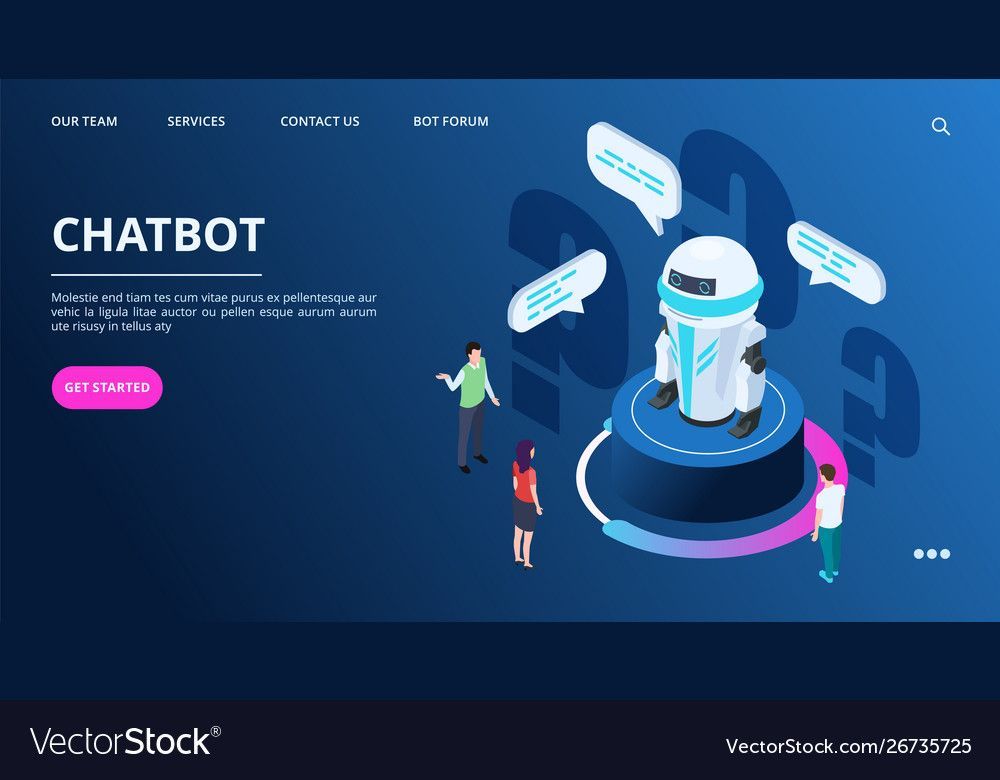 OUR TEAM SERVICES CONTACT US BOT FORUM
CHATBOT
Molestie end tiam tes cum vitae purus ex pellentesque aur
vehic la ligula litae auctor ou pellen esque aurum aurum
ute risusy in tellus aty
GET STARTED
VectorStock®
VectorStock.com/26735725